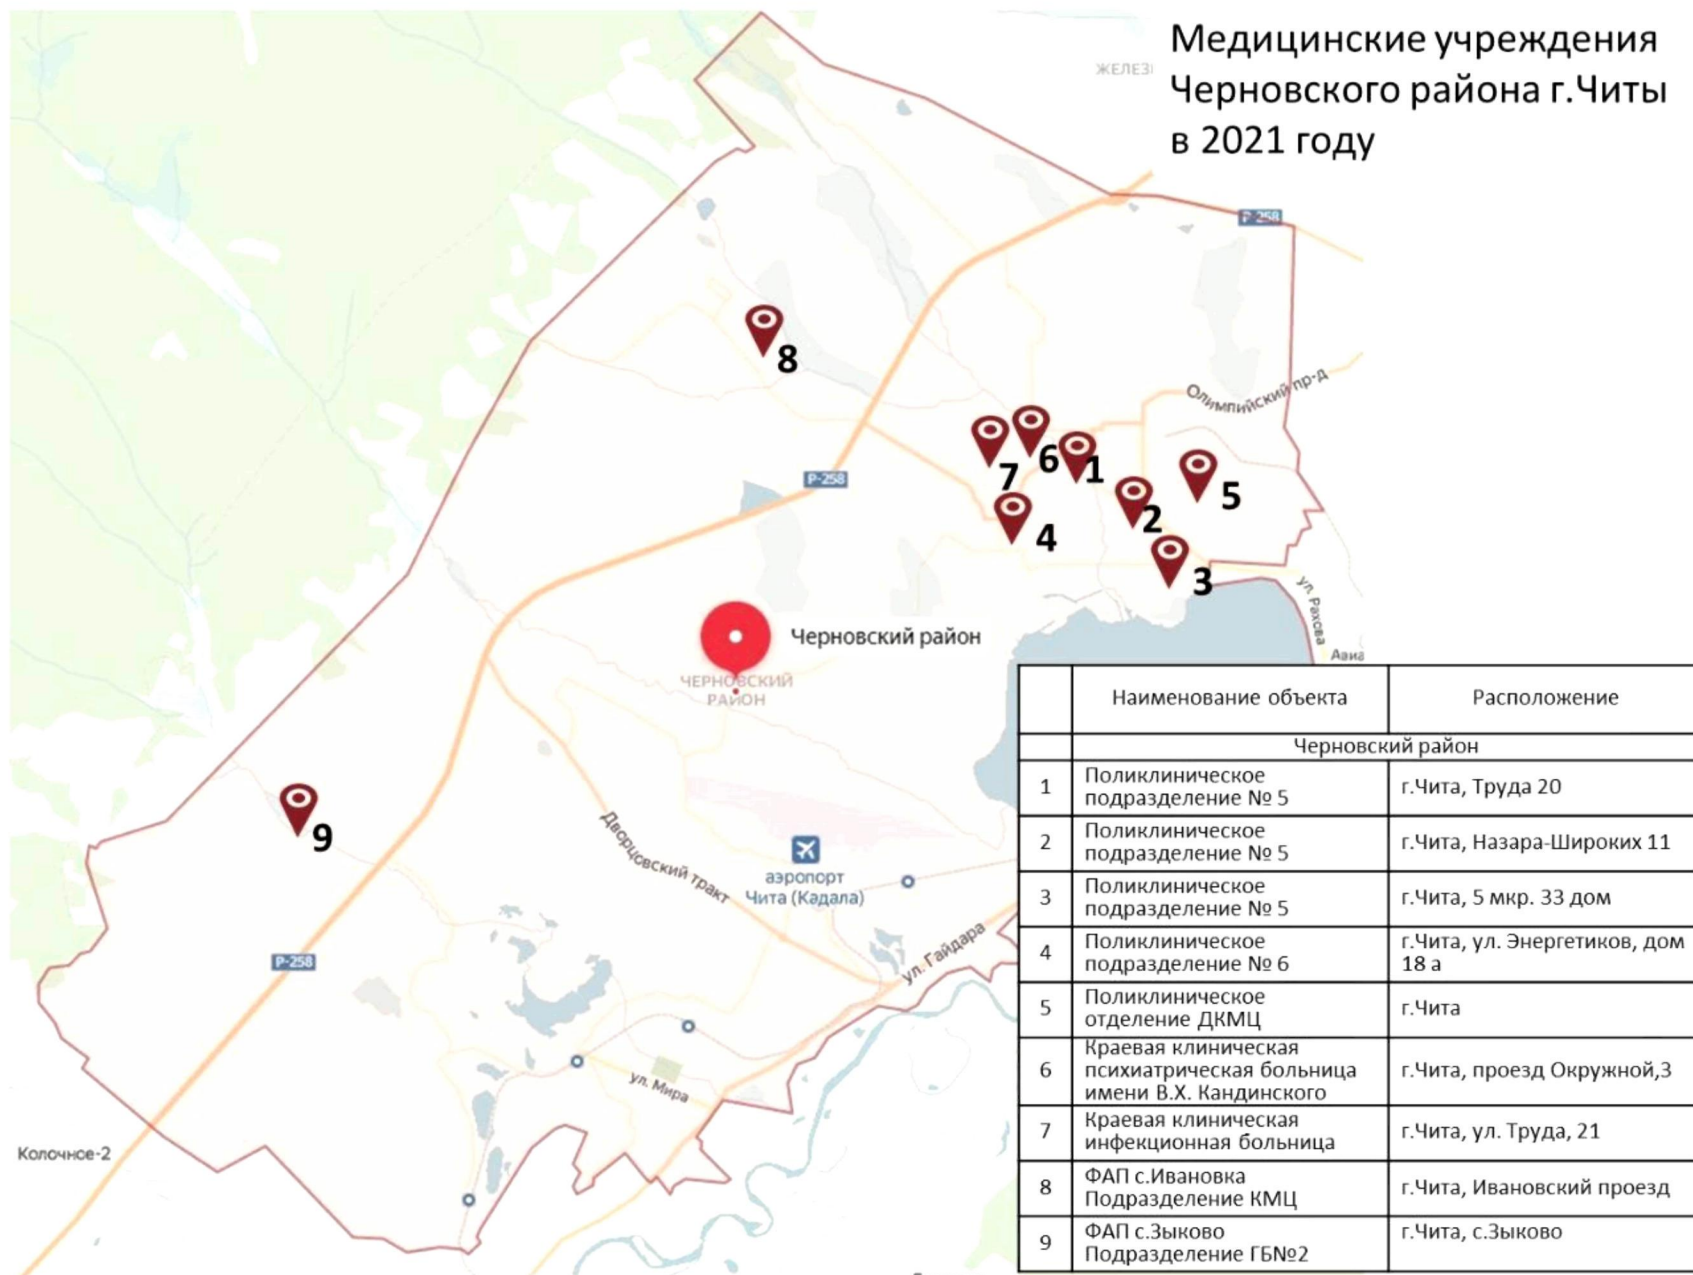 Медицинские учреждения
Черновского района г.Читы
в 2021 году
ЖЕЛЕЗ
Р-258
8
Олимпийский пр-д
6
1
7
Р-258
5
2
4
3
ул. Рахова
Черновский район
Авиа
ЧЕРНОВСКИЙ
РАЙОН
9
Дворцовский тракт
аэропорт
Чита (Кадала)
ул. Гайдара
Р-258
ул. Мира
Колочное-2
Наименование объекта Расположение
Черновский район
1 Поликлиническое
подразделение № 5 г.Чита, Труда 20
2 Поликлиническое
подразделение № 5 г.Чита, Назара-Широких 11
3 Поликлиническое
подразделение № 5 г.Чита, 5 мкр. 33 дом
4 Поликлиническое
подразделение № 6 г.Чита, ул. Энергетиков, дом
18 а
5 Поликлиническое
отделение ДКМЦ г.Чита
6 Краевая клиническая
психиатрическая больница
имени В.Х. Кандинского г.Чита, проезд Окружной,3
7 Краевая клиническая
инфекционная больница г.Чита, ул. Труда, 21
8 ФАП с.Ивановка
Подразделение КМЦ г.Чита, Ивановский проезд
9 ФАП с.Зыково
Подразделение ГБ№2 г.Чита, с.Зыково